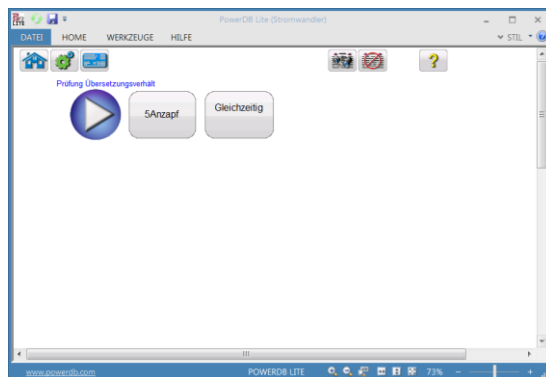 PowerDB Lite (Stromwandler)
DATEI HOME WERKZEUGE HILFE STIL
Prüfung Übersetzungsverhält
5Anzapf Gleichzeitig
www.powerdb.com POWERDB LITE 73%